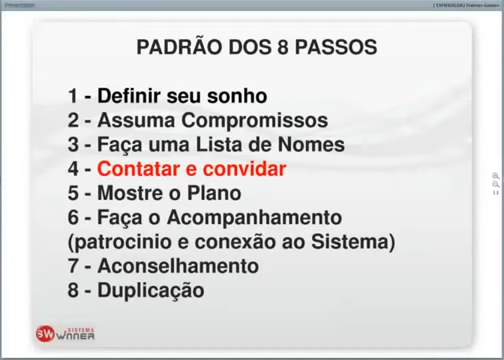 PADRÃO DOS 8 PASSOS
1 - Definir seu sonho
2 - Assuma Compromissos
3 - Faça uma Lista de Nomes
4 - Contatar e convidar
5 - Mostre o Plano
6 - Faça o Acompanhamento
(patrocinio e conexão ao Sistema)
7 - Aconselhamento
8 - Duplicação
SISTEMA
WINNER